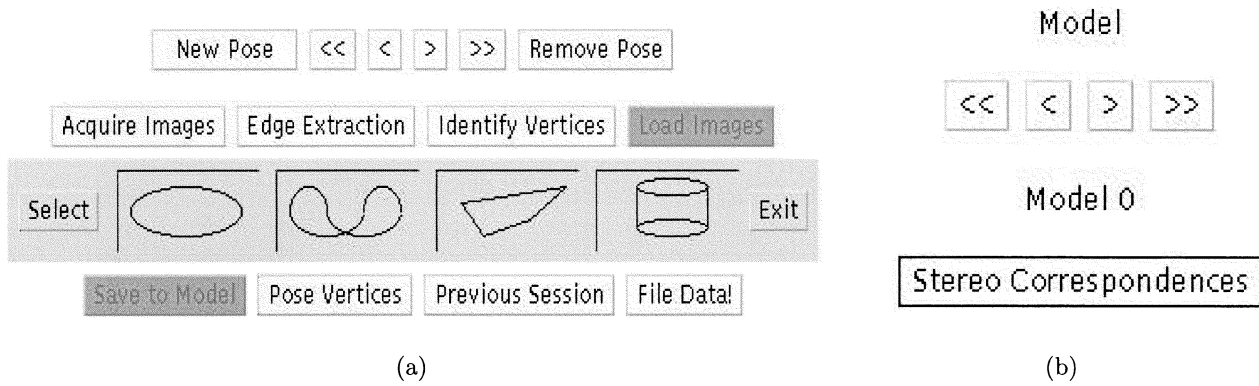 New Pose << < > >> Remove Pose
Acquire Images Edge Extraction Identify Vertices Load Images
Select Exit
Save to Model Pose Vertices Previous Session File Data!
(a)
Model
<< < > >>
Model 0
Stereo Correspondences
(b)